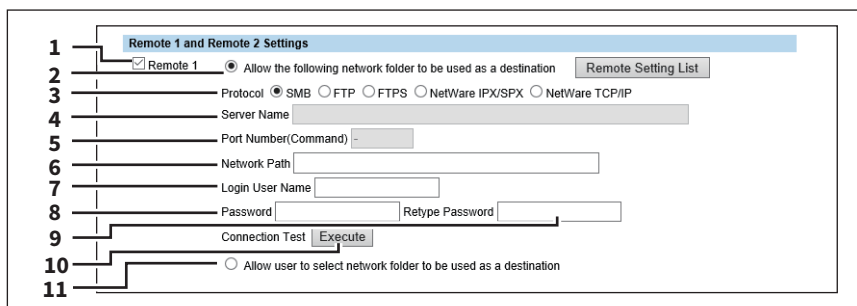 Remote 1 and Remote 2 Settings
1
Remote 1
2
Allow the following network folder to be used as a destination Remote Setting List
3
Protocol SMB FTP FTPS NetWare IPX/SPX NetWare TCP/IP
4
Server Name
5
Port Number(Command) -
6
Network Path
7
Login User Name
8
Password Retype Password
9
Connection Test Execute
10
Allow user to select network folder to be used as a destination
11